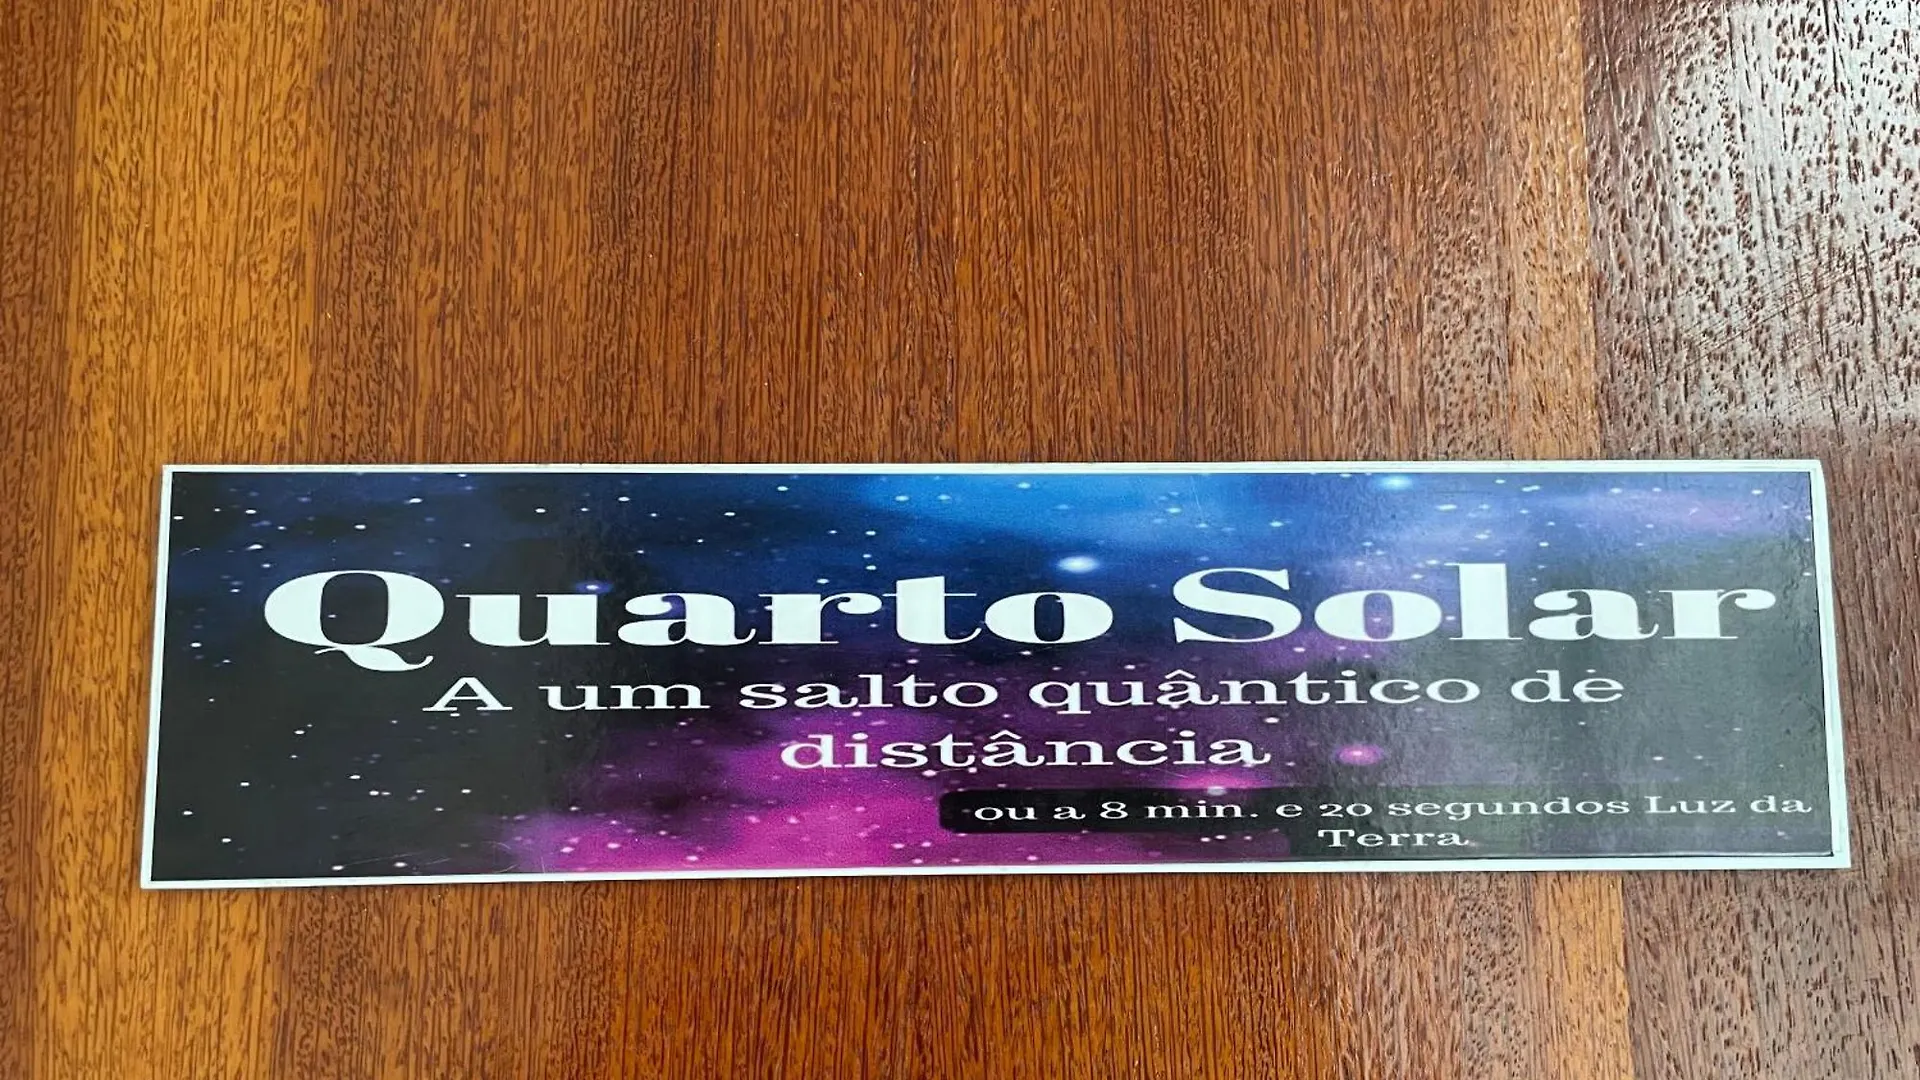 Quarto Solar
A um salto quântico de
distância
ou a 8 min. e 20 segundos Luz da
Terra